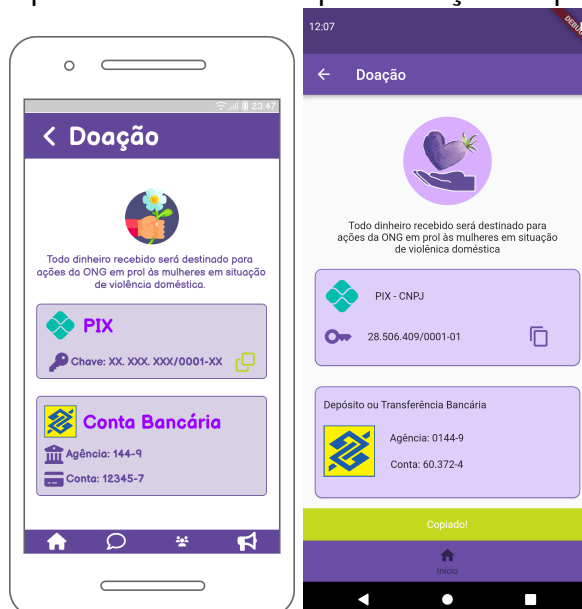 23:47
Doação
Todo dinheiro recebido será destinado para
ações da ONG em prol às mulheres em situação
de violência doméstica.
PIX
Chave: XX. XXX. XXX/0001-XX
Conta Bancária
Agência: 144-9
Conta: 12345-7
12:07
Doação
Todo dinheiro recebido será destinado para
ações da ONG em prol às mulheres em situação
de violênica doméstica
PIX - CNPJ
28.506.409/0001-01
Depósito ou Transferência Bancária
Agência: 0144-9
Conta: 60.372-4
Copiado!
Início